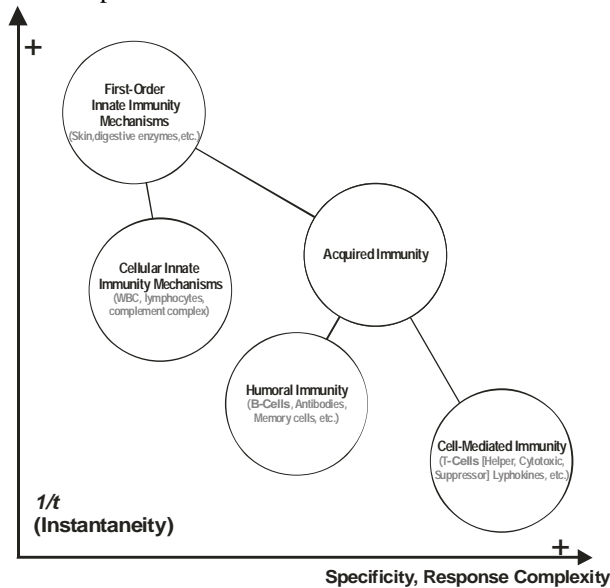 +
First-Order
Innate Immunity
Mechanisms
(Skin,digestive enzymes,etc.)
Acquired Immunity
Cellular Innate
Immunity Mechanisms
(WBC, lymphocytes,
complement complex)
Humoral Immunity
(B-Cells, Antibodies,
Memory cells, etc.)
Cell-Mediated Immunity
(T-Cells [Helper, Cytotoxic,
Suppressor] Lyphokines, etc.)
1/t
(Instantaneity)
+
Specificity, Response Complexity